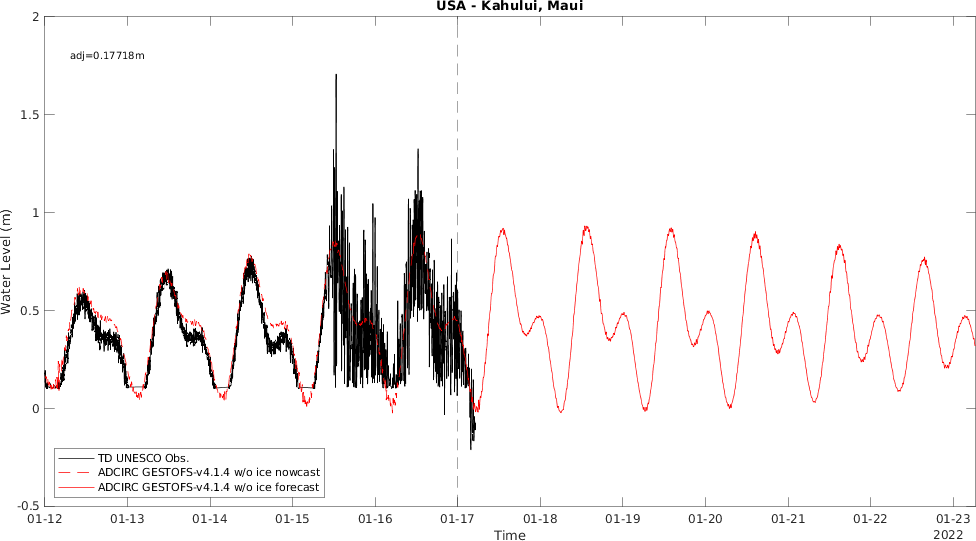 USA - Kahului, Maui
adj=0.17718m
Water Level (m)
2
1.5
1
0.5
0
-0.5
TD UNESCO Obs.
ADCIRC GESTOFS-v4.1.4 w/o ice nowcast
ADCIRC GESTOFS-v4.1.4 w/o ice forecast
01-12 01-13 01-14 01-15 01-16 01-17 01-18 01-19 01-20 01-21 01-22 01-23
Time
2022